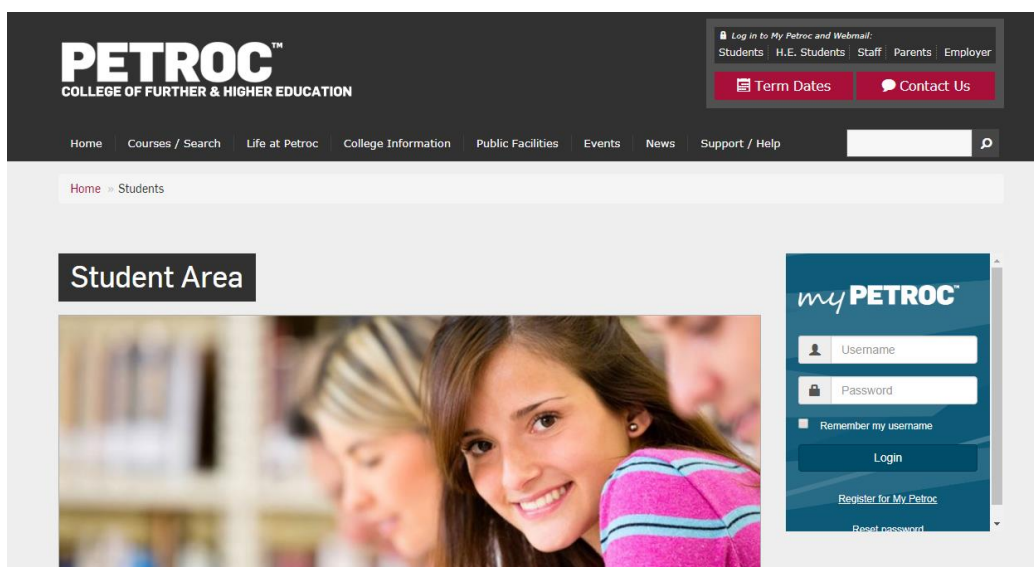 Log in to My Petroc and Webmail:
Students H.E. Students Staff Parents Employer
PETROC™
COLLEGE OF FURTHER & HIGHER EDUCATION
Term Dates Contact Us
Home Courses / Search Life at Petroc College Information Public Facilities Events News Support / Help
Home » Students
Student Area
my PETROC™
Username
Password
Remember my username
Login
Register for My Petroc
Reset password